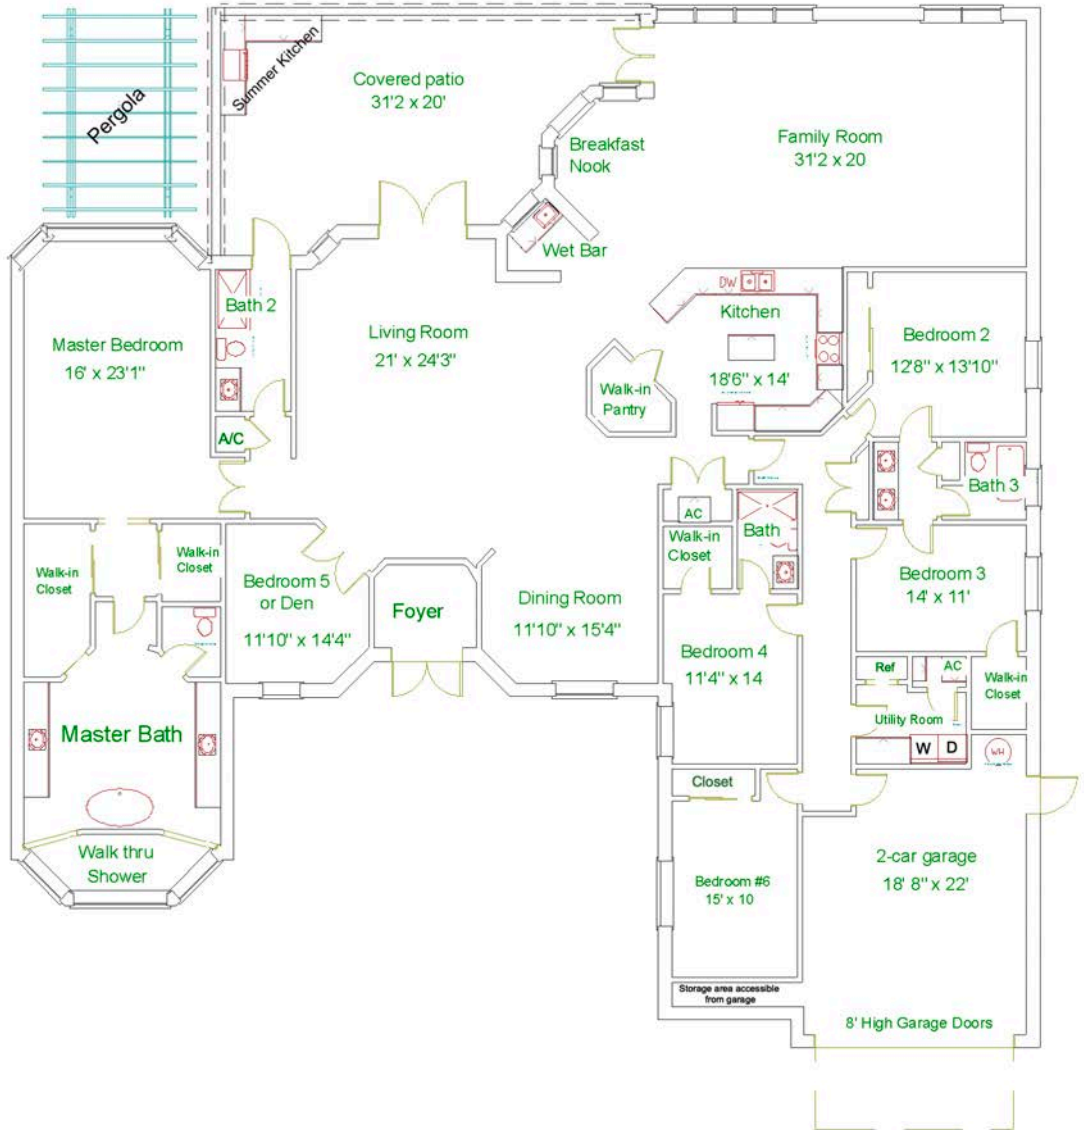 Pergola
Summer Kitchen
Covered patio
31'2 x 20'
Breakfast
Nook
Family Room
31'2 x 20
Wet Bar
Master Bedroom
16' x 23'1"
Bath 2
A/C
Living Room
21' x 24'3"
DW
Kitchen
18'6" x 14'
Walk-in
Pantry
Bedroom 2
12'8" x 13'10"
Bath 3
AC
Walk-in
Closet
Bath
Walk-in
Closet
Walk-in
Closet
Bedroom 5
or Den
11'10" x 14'4"
Foyer
Dining Room
11'10" x 15'4"
Bedroom 4
11'4" x 14
Bedroom 3
14' x 11'
Ref
AC
Walk-in
Closet
Utility Room
W
D
WH
Master Bath
Walk thru
Shower
Closet
Bedroom #6
15' x 10
2-car garage
18' 8" x 22'
Storage area accessible
from garage
8' High Garage Doors